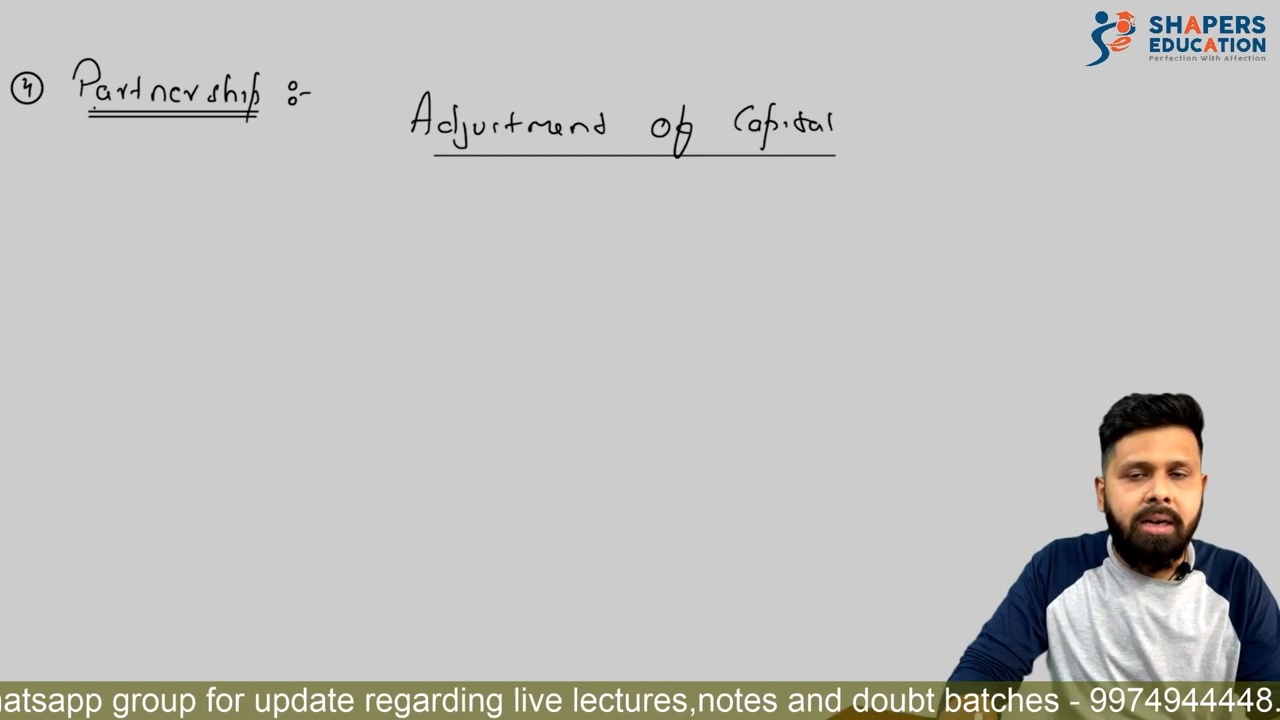 SHAPERS
EDUCATION
Perfection With Affection
4 Partnership :-
Adjustment of Capital
hatsapp group for update regarding live lectures,notes and doubt batches - 9974944448.